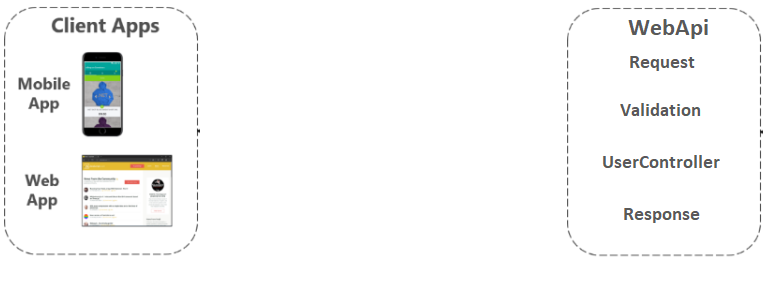 Client Apps
Mobile
App
Web
App
WebApi
Request
Validation
UserController
Response